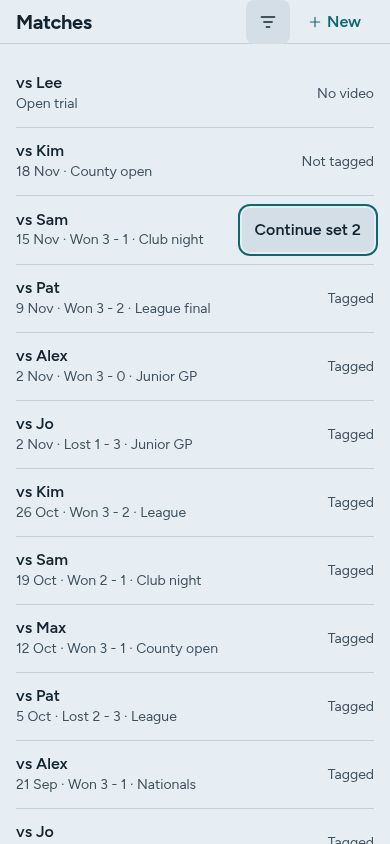 Matches
+ New
vs Lee
Open trial
No video
vs Kim
18 Nov · County open
Not tagged
vs Sam
15 Nov · Won 3 - 1 · Club night
Continue set 2
vs Pat
9 Nov · Won 3 - 2 · League final
Tagged
vs Alex
2 Nov · Won 3 - 0 · Junior GP
Tagged
vs Jo
2 Nov · Lost 1 - 3 · Junior GP
Tagged
vs Kim
26 Oct · Won 3 - 2 · League
Tagged
vs Sam
19 Oct · Won 2 - 1 · Club night
Tagged
vs Max
12 Oct · Won 3 - 1 · County open
Tagged
vs Pat
5 Oct · Lost 2 - 3 · League
Tagged
vs Alex
21 Sep · Won 3 - 1 · Nationals
Tagged
vs Jo
Tagged